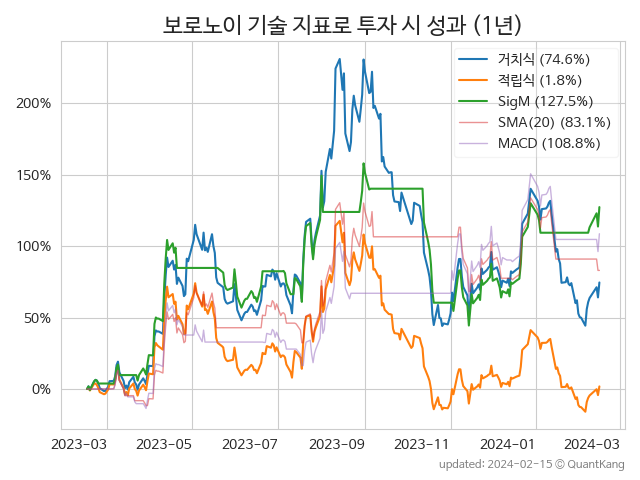 보로노이 기술 지표로 투자 시 성과 (1년)
거치식 (74.6%)
적립식 (1.8%)
SigM (127.5%)
SMA(20) (83.1%)
MACD (108.8%)
200%
150%
100%
50%
0%
2023-03 2023-05 2023-07 2023-09 2023-11 2024-01 2024-03
updated: 2024-02-15 ⓒ QuantKang